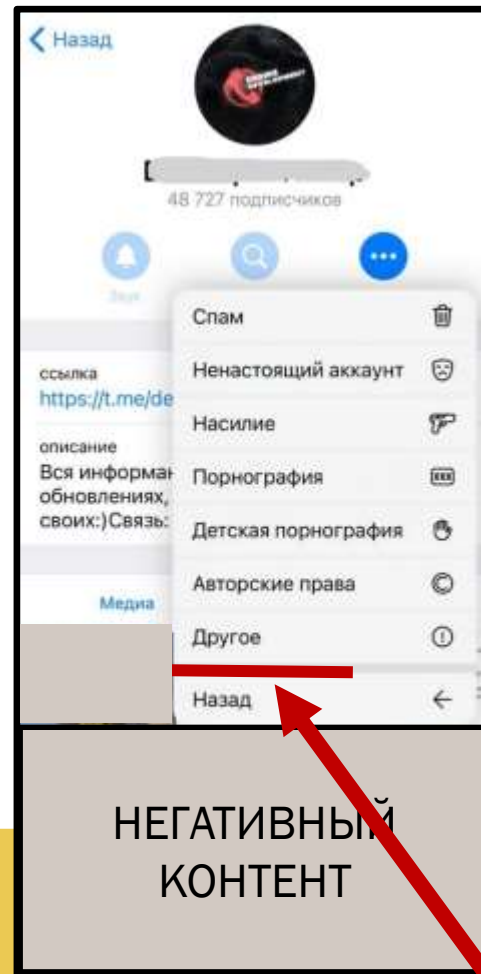 Назад
48 727 подписчиков
Звук
Спам
Ненастоящий аккаунт
Насилие
Порнография
Детская порнография
Авторские права
Другое
Назад
ссылка
https://t.me/de
описание
Вся информац
обновлениях,
своих:)Связь:
Медиа
НЕГАТИВНЫЙ
КОНТЕНТ